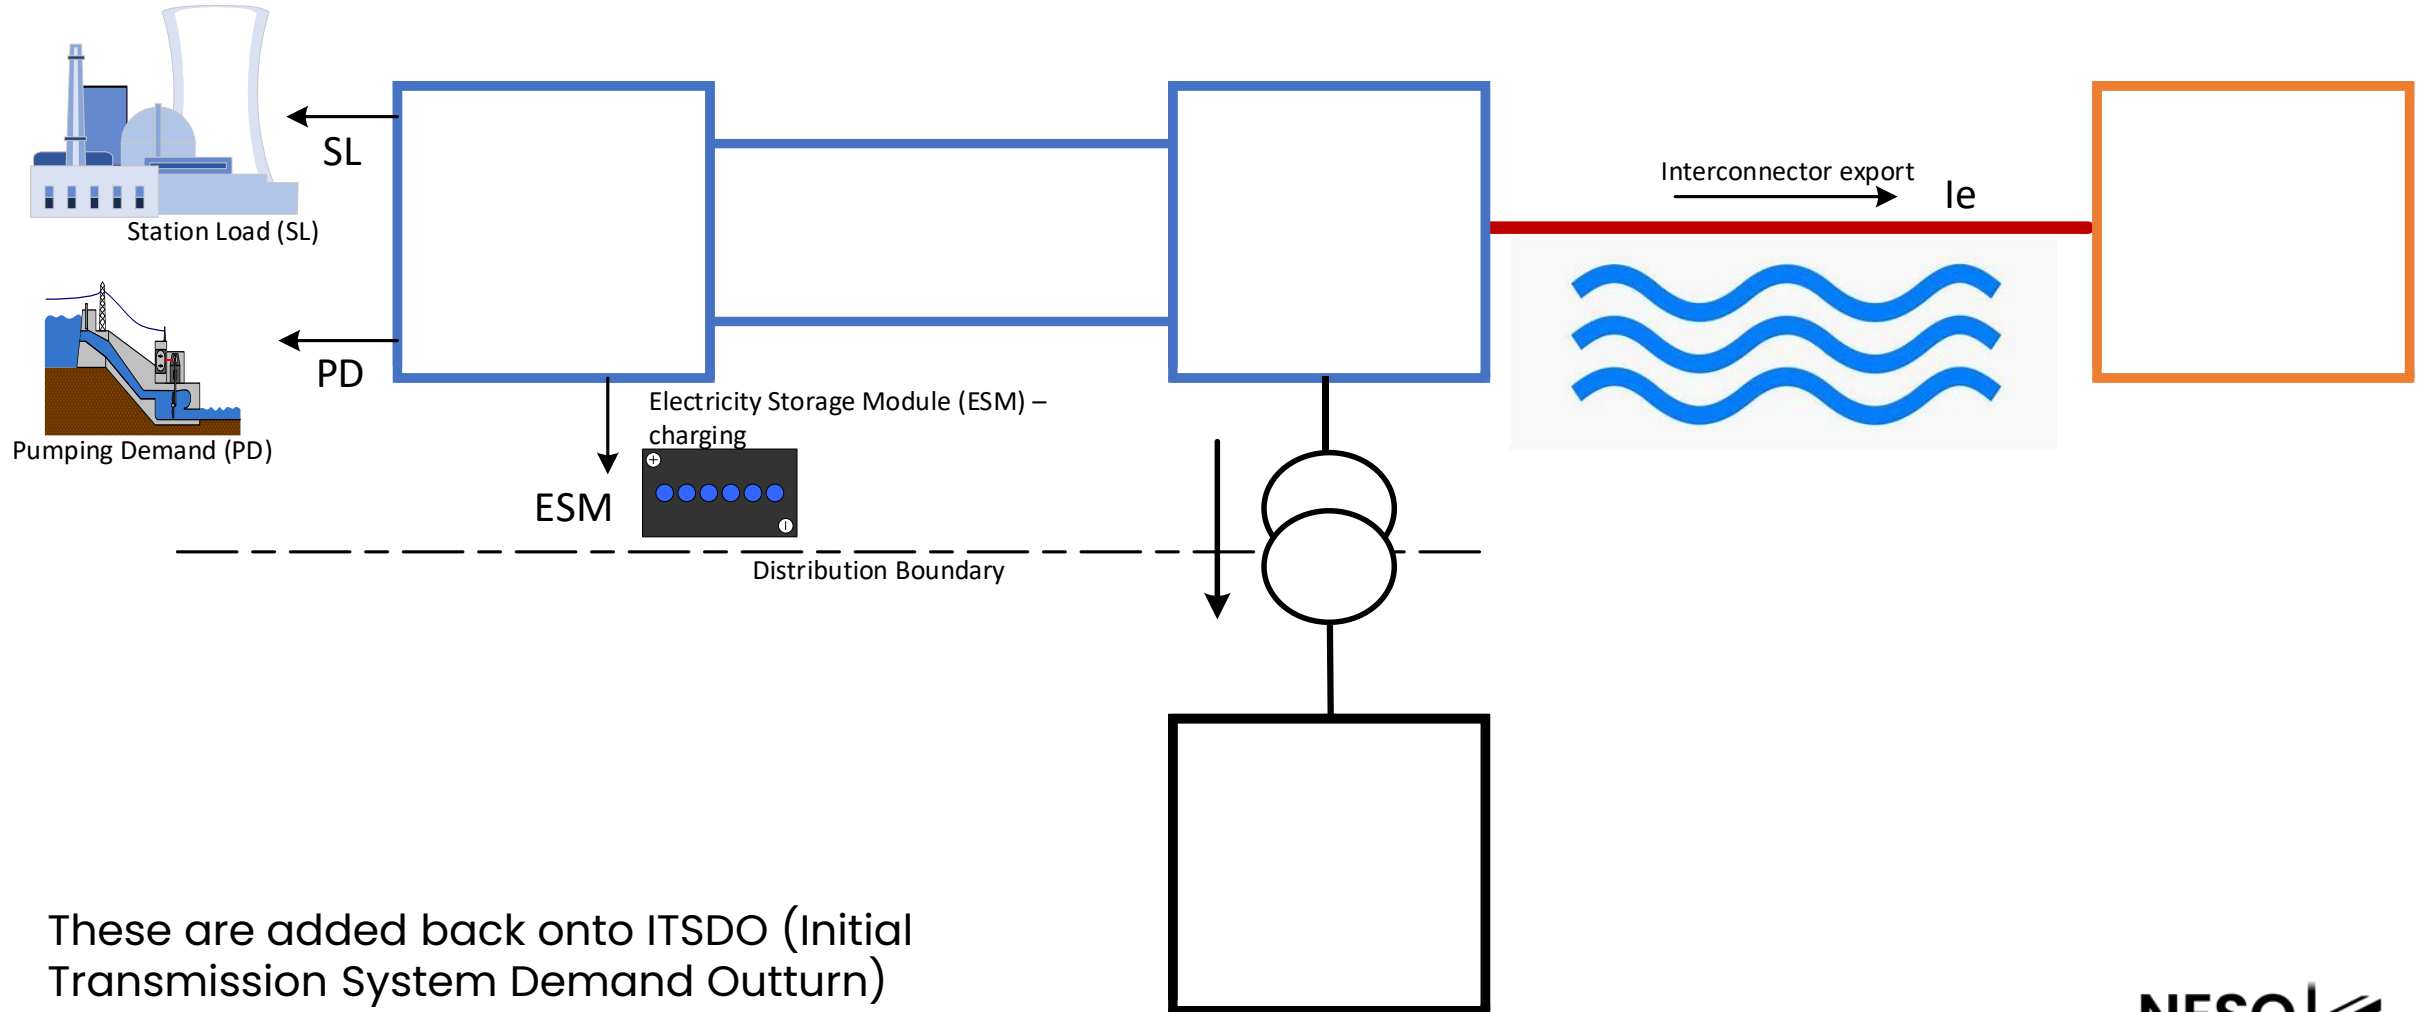 SL
Station Load (SL)
PD
Pumping Demand (PD)
Electricity Storage Module (ESM) –
charging
ESM
Distribution Boundary
Interconnector export
Ie
These are added back onto ITSDO (Initial
Transmission System Demand Outturn)
NESO